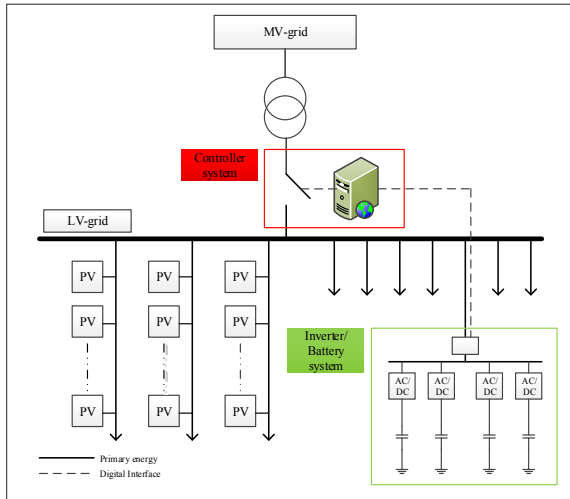 MV-grid
Controller
system
LV-grid
PV
PV
PV
PV
PV
PV
Inverter/
Battery
system
AC/
DC
AC/
DC
AC/
DC
AC/
DC
PV
PV
PV
Primary energy
Digital Interface